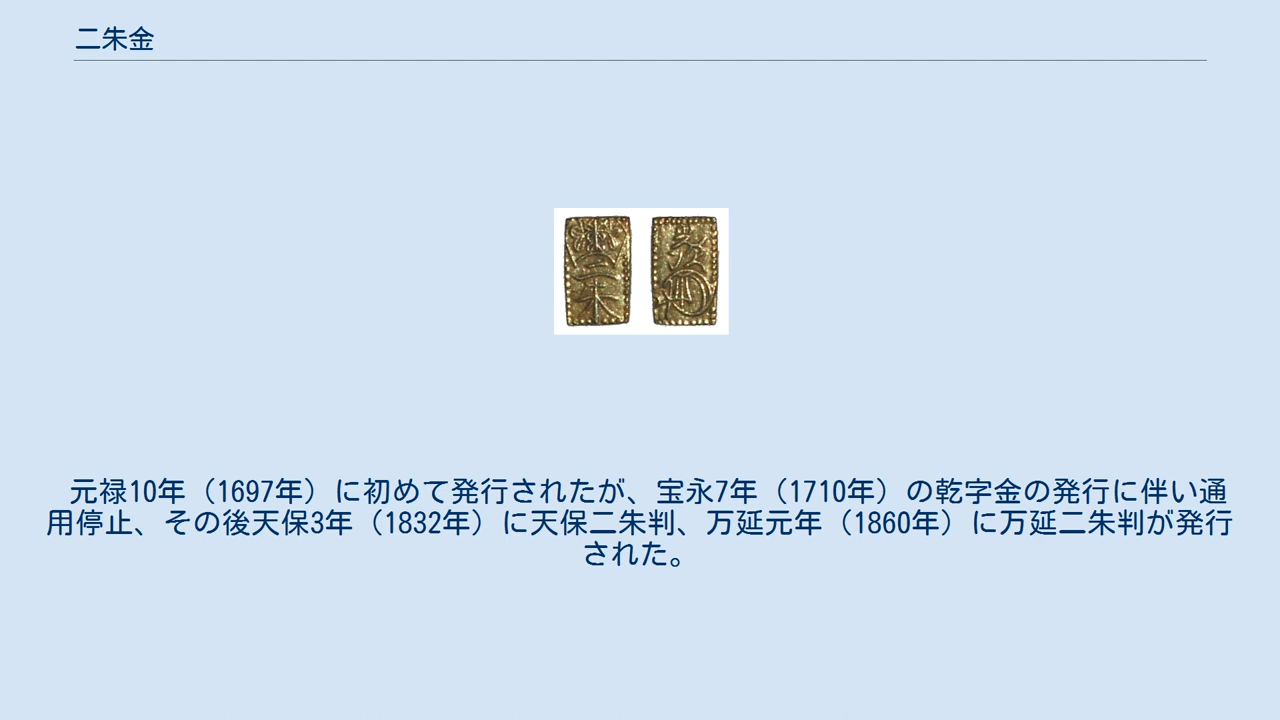 二朱金
二朱
光次
元禄10年（1697年）に初めて発行されたが、宝永7年（1710年）の乾字金の発行に伴い通
用停止、その後天保3年（1832年）に天保二朱判、万延元年（1860年）に万延二朱判が発行
された。